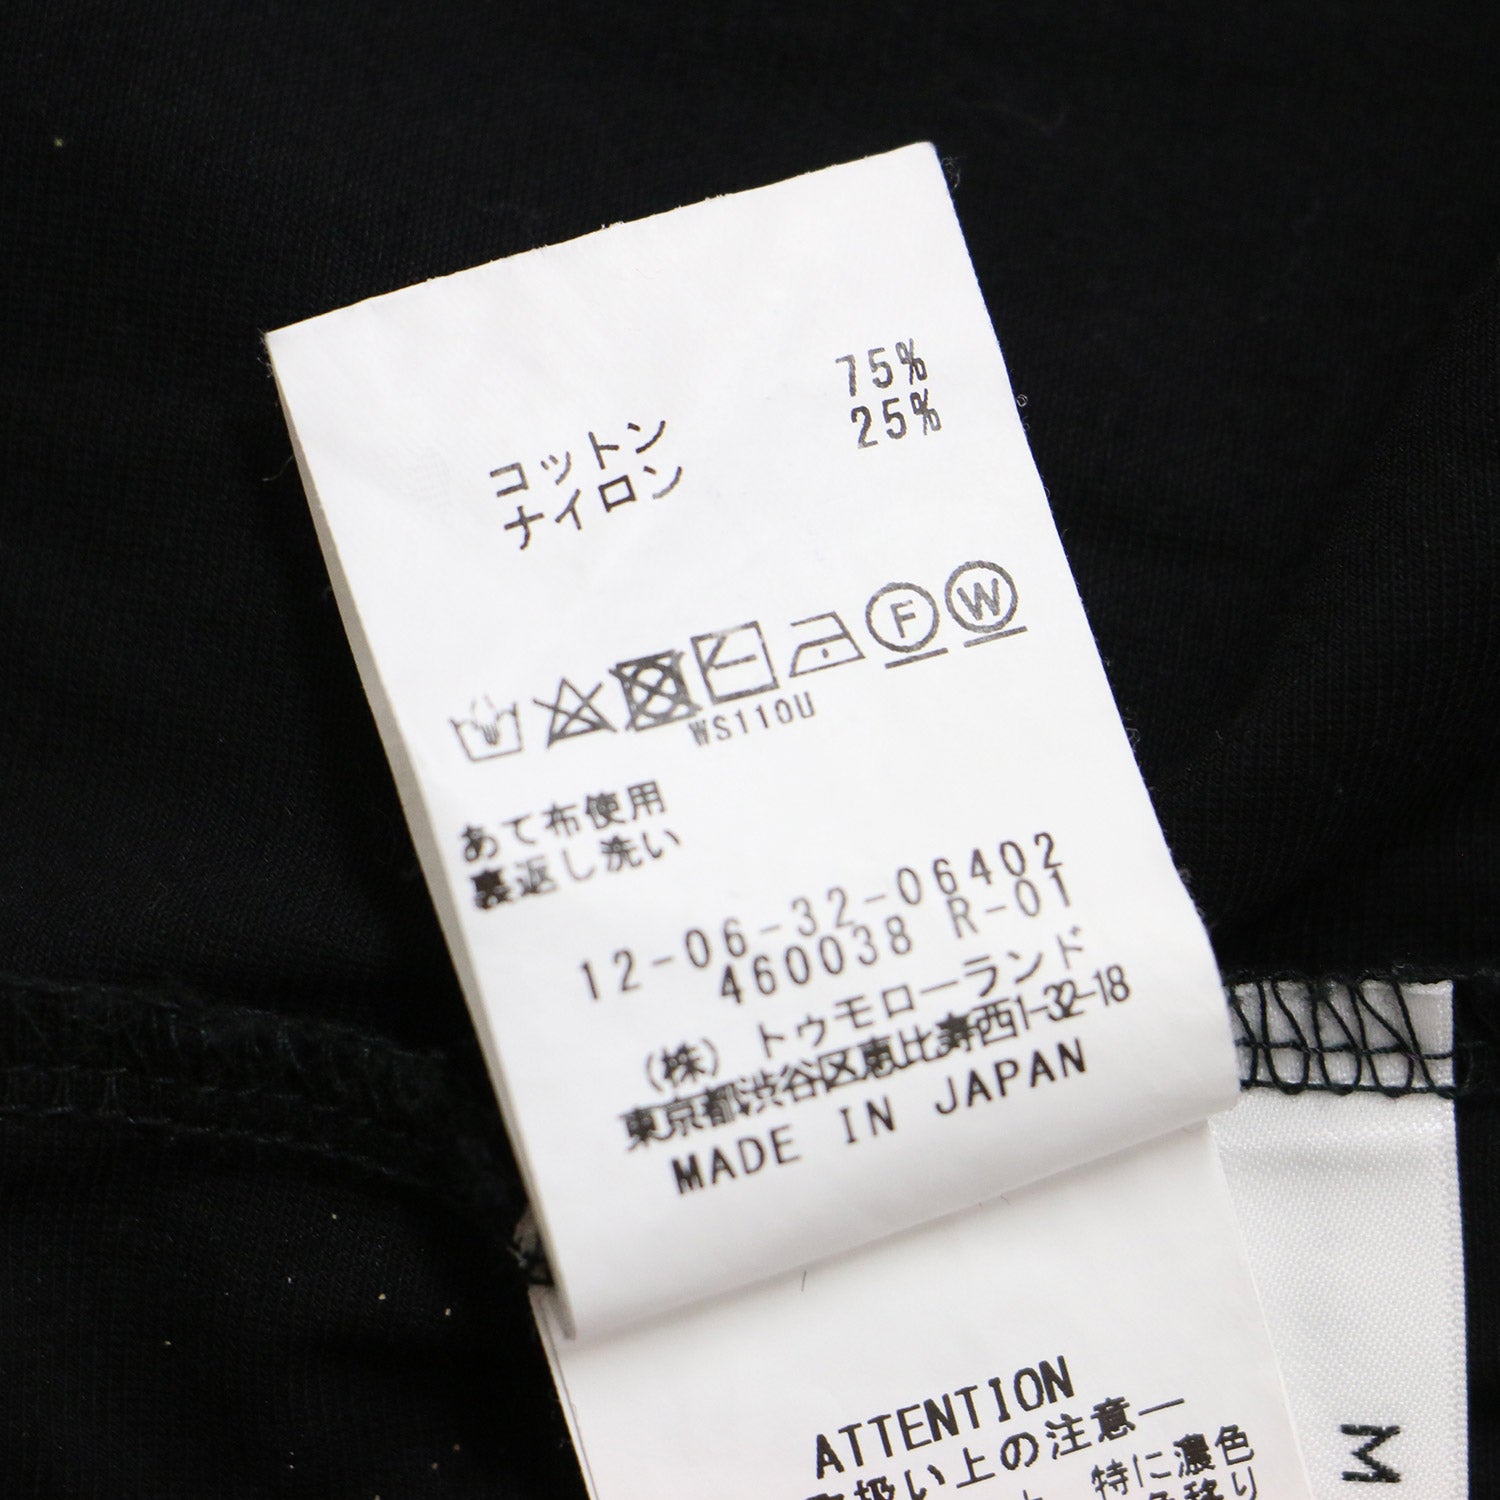 コットン 75%
ナイロン 25%
F W
WS110U
あて布使用
裏返し洗い
12-06-32-06402
460038 R-01
(株) トゥモローランド
東京都渋谷区恵比寿西1-32-18
MADE IN JAPAN
ATTENTION
扱い上の注意—
特に濃色
色移り
M